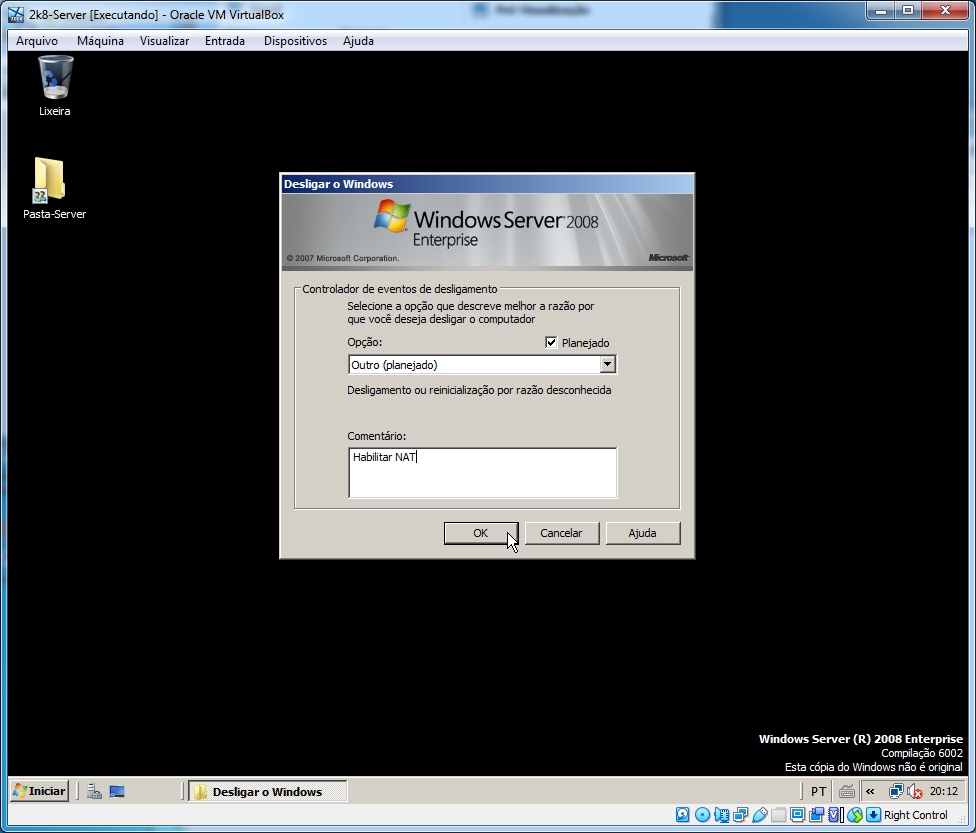 2k8-Server [Executando] - Oracle VM VirtualBox
Arquivo Máquina Visualizar Entrada Dispositivos Ajuda
Lixeira
Pasta-Server
Desligar o Windows
Windows Server 2008
Enterprise
© 2007 Microsoft Corporation.
Microsoft
Controlador de eventos de desligamento
Selecione a opção que descreve melhor a razão por
que você deseja desligar o computador
Opção:
Planejado
Outro (planejado)
Desligamento ou reinicialização por razão desconhecida
Comentário:
Habilitar NAT
OK Cancelar Ajuda
Windows Server (R) 2008 Enterprise
Compilação 6002
Esta cópia do Windows não é original
Iniciar Desligar o Windows PT « 20:12
Right Control